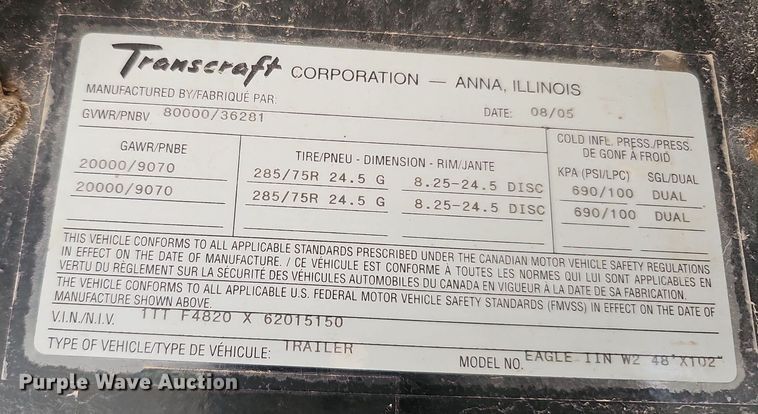 Transcraft CORPORATION — ANNA, ILLINOIS
MANUFACTURED BY/FABRIQUÉ PAR:
GVWR/PNBV 80000/36281 DATE: 08/05
GAWR/PNBE TIRE/PNEU - DIMENSION - RIM/JANTE COLD INFL. PRESS./PRESS. DE GONF À FROID
KPA (PSI/LPC) SGL/DUAL
20000/9070 285/75R 24.5 G 8.25-24.5 DISC 690/100 DUAL
20000/9070 285/75R 24.5 G 8.25-24.5 DISC 690/100 DUAL
THIS VEHICLE CONFORMS TO ALL APPLICABLE STANDARDS PRESCRIBED UNDER THE CANADIAN MOTOR VEHICLE SAFETY REGULATIONS
IN EFFECT ON THE DATE OF MANUFACTURE. / CE VÉHICULE EST CONFORME À TOUTES LES NORMES QUI LUI SONT APPLICABLES EN
VERTU DU RÈGLEMENT SUR LA SÉCURITÉ DES VÉHICULES AUTOMOBILES DU CANADA EN VIGUEUR À LA DATE DE SA FABRICATION.
THE VEHICLE CONFORMS TO ALL APPLICABLE U.S. FEDERAL MOTOR VEHICLE SAFETY STANDARDS (FMVSS) IN EFFECT ON THE DATE OF
MANUFACTURE SHOWN ABOVE.
V.I.N./N.I.V. 1TT F4820 X 62015150
TYPE OF VEHICLE/TYPE DE VÉHICULE: TRAILER MODEL NO. EAGLE IIN W2 48'X102"
Purple Wave Auction